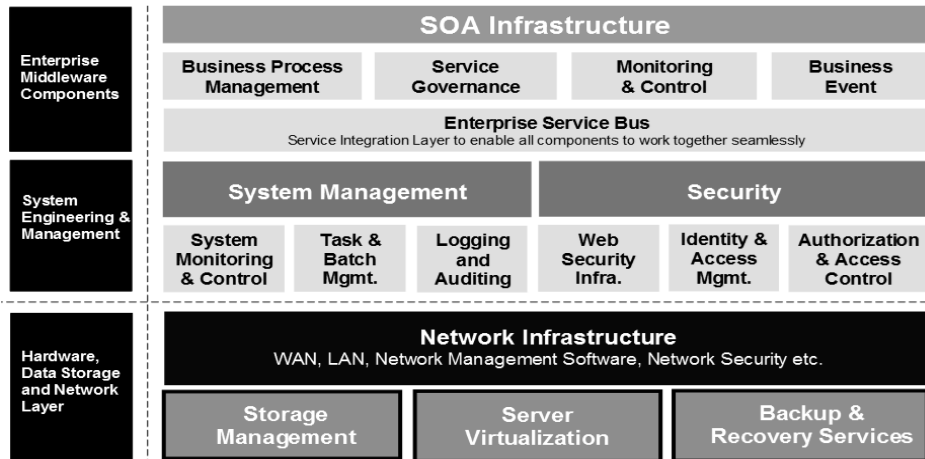 Enterprise
Middleware
Components
SOA Infrastructure
Business Process
Management
Service
Governance
Monitoring
& Control
Business
Event
Enterprise Service Bus
Service Integration Layer to enable all components to work together seamlessly
System
Engineering &
Management
System Management
Security
System
Monitoring
& Control
Task &
Batch
Mgmt.
Logging
and
Auditing
Web
Security
Infra.
Identity &
Access
Mgmt.
Authorization
& Access
Control
Hardware,
Data Storage
and Network
Layer
Network Infrastructure
WAN, LAN, Network Management Software, Network Security etc.
Storage
Management
Server
Virtualization
Backup &
Recovery Services